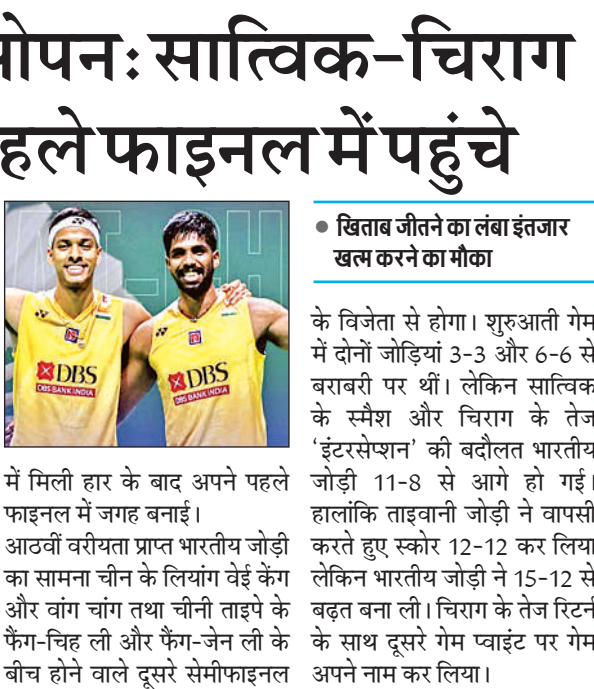 योपनः सात्विक-चिराग
हले फाइनल में पहुंचे
DBS
DBS BANK INDIA
DBS
DBS BANK INDIA
में मिली हार के बाद अपने पहले
फाइनल में जगह बनाई।
आठवीं वरीयता प्राप्त भारतीय जोड़ी
का सामना चीन के लियांग वेई केंग
और वांग चांग तथा चीनी ताइपे के
फैंग-चिह ली और फैंग-जेन ली के
बीच होने वाले दूसरे सेमीफाइनल
• खिताब जीतने का लंबा इंतजार
खत्म करने का मौका
के विजेता से होगा। शुरुआती गेम
में दोनों जोड़ियां 3-3 और 6-6 से
बराबरी पर थीं। लेकिन सात्विक
के स्मैश और चिराग के तेज
‘इंटरसेप्शन’ की बदौलत भारतीय
जोड़ी 11-8 से आगे हो गई।
हालांकि ताइवानी जोड़ी ने वापसी
करते हुए स्कोर 12-12 कर लिया
लेकिन भारतीय जोड़ी ने 15-12 से
बढ़त बना ली। चिराग के तेज रिटर्न
के साथ दूसरे गेम प्वाइंट पर गेम
अपने नाम कर लिया।